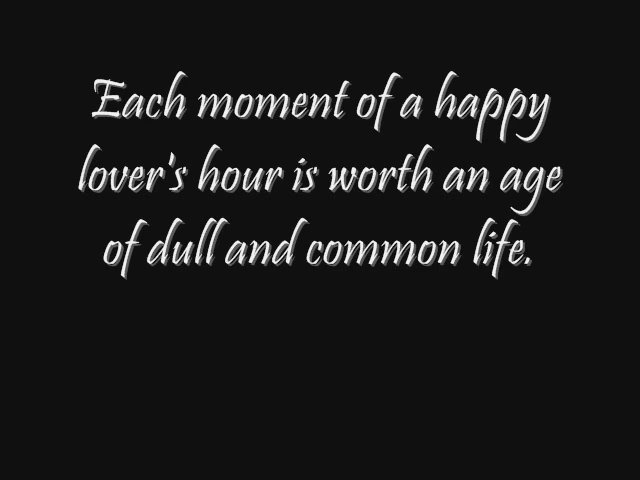 Each moment of a happy
lover's hour is worth an age
of dull and common life.